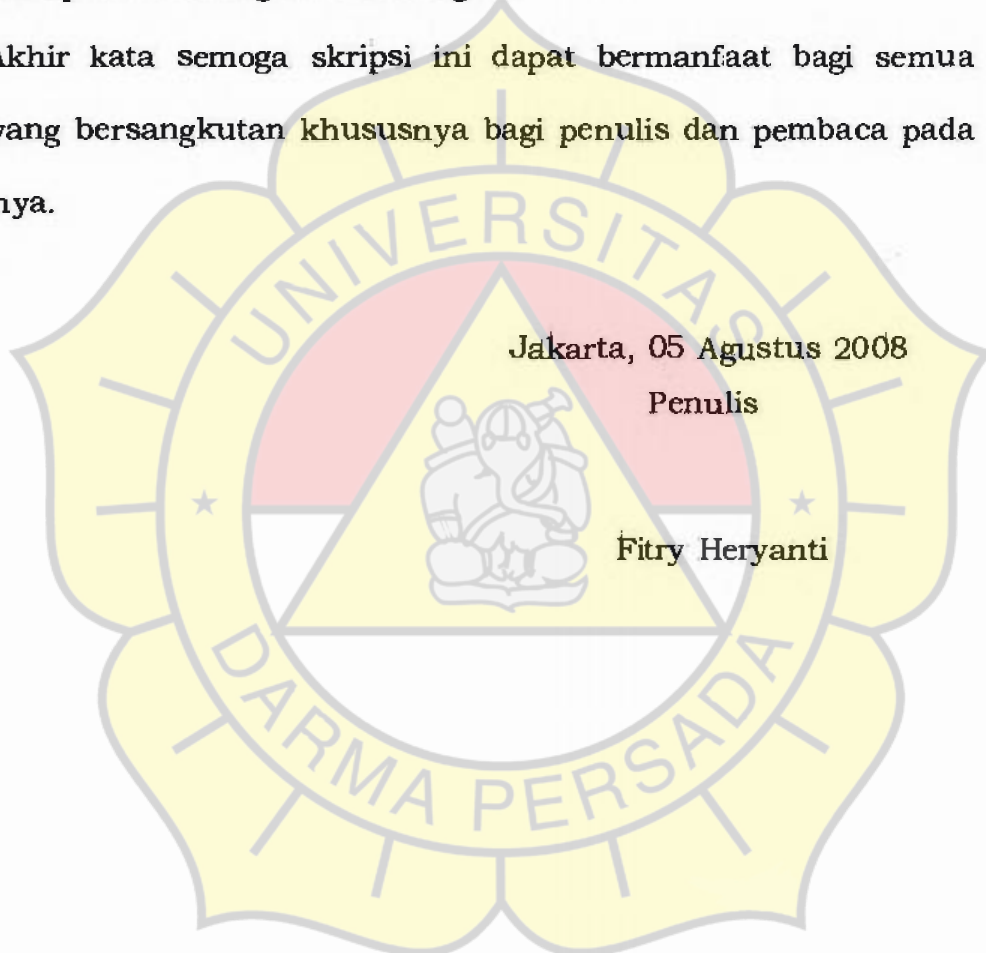 Akhir kata semoga skripsi ini dapat bermanfaat bagi semua
yang bersangkutan khususnya bagi penulis dan pembaca pada
nya.
UNIVERSITAS
Jakarta, 05 Agustus 2008
Penulis
Fitry Heryanti
DARMA PERSADA